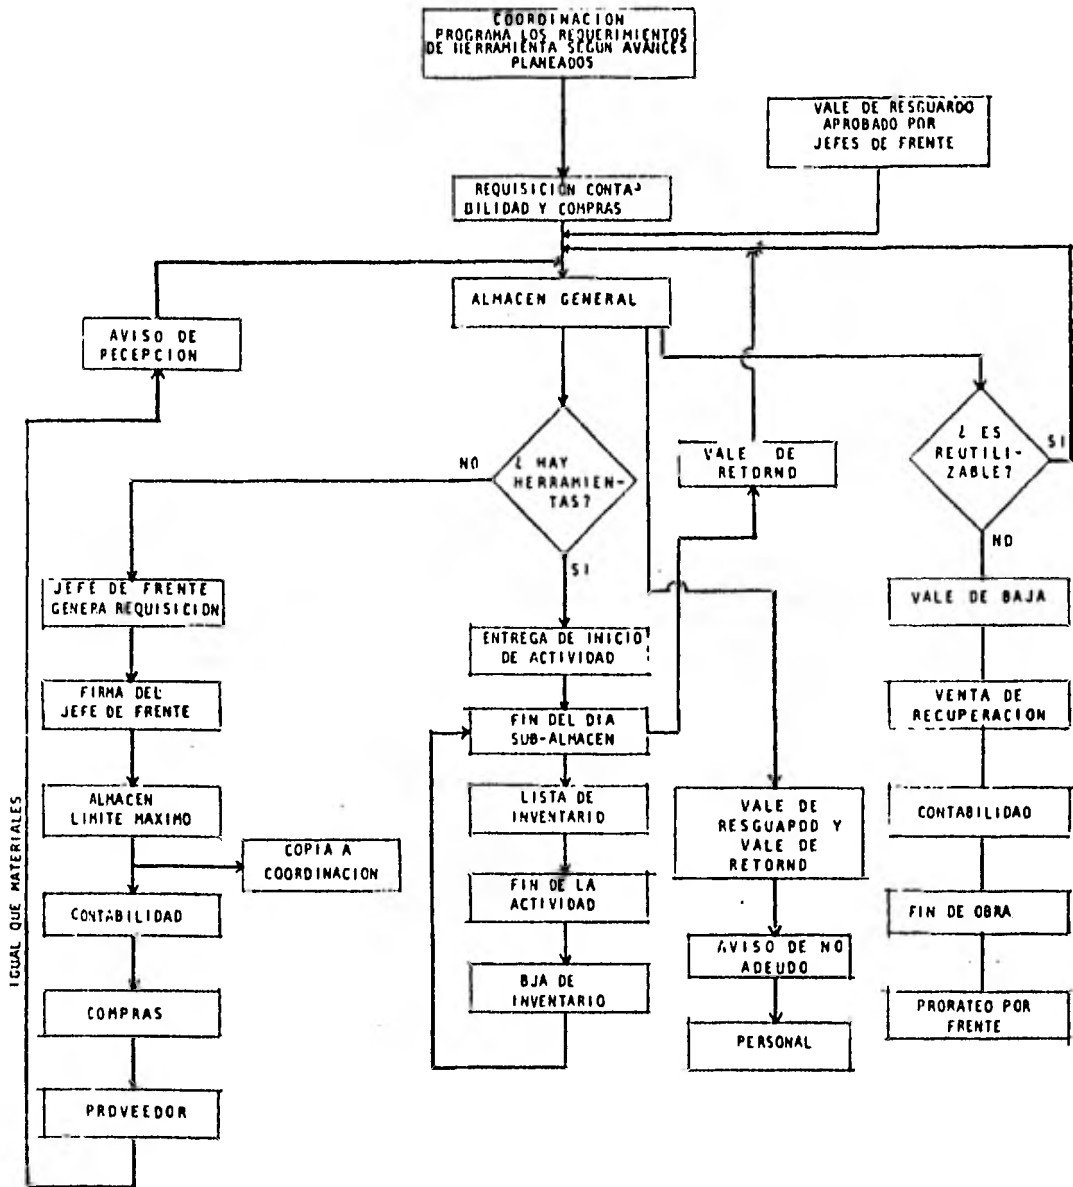 COORDINACION
PROGRAMA LOS REQUERIMIENTOS
DE HERRAMIENTA SEGUN AVANCES
PLANEADOS
VALE DE RESGUARDO
APROBADO POR
JEFES DE FRENTE
REQUISICION CONTA-
BILIDAD Y COMPRAS
ALMACEN GENERAL
AVISO DE
RECEPCION
¿ HAY
HERRAMIEN-
TAS?
NO
SI
VALE DE
RETORNO
¿ ES
REUTILI-
ZABLE?
SI
NO
JEFE DE FRENTE
GENERA REQUISICION
FIRMA DEL
JEFE DE FRENTE
ALMACEN
LIMITE MAXIMO
COPIA A
COORDINACION
CONTABILIDAD
COMPRAS
PROVEEDOR
IGUAL QUE MATERIALES
ENTREGA DE INICIO
DE ACTIVIDAD
FIN DEL DIA
SUB-ALMACEN
LISTA DE
INVENTARIO
FIN DE LA
ACTIVIDAD
BJA DE
INVENTARIO
VALE DE
RESGUARDO Y
VALE DE
RETORNO
AVISO DE NO
ADEUDO
PERSONAL
VALE DE BAJA
VENTA DE
RECUPERACION
CONTABILIDAD
FIN DE OBRA
PRORATEO POR
FRENTE